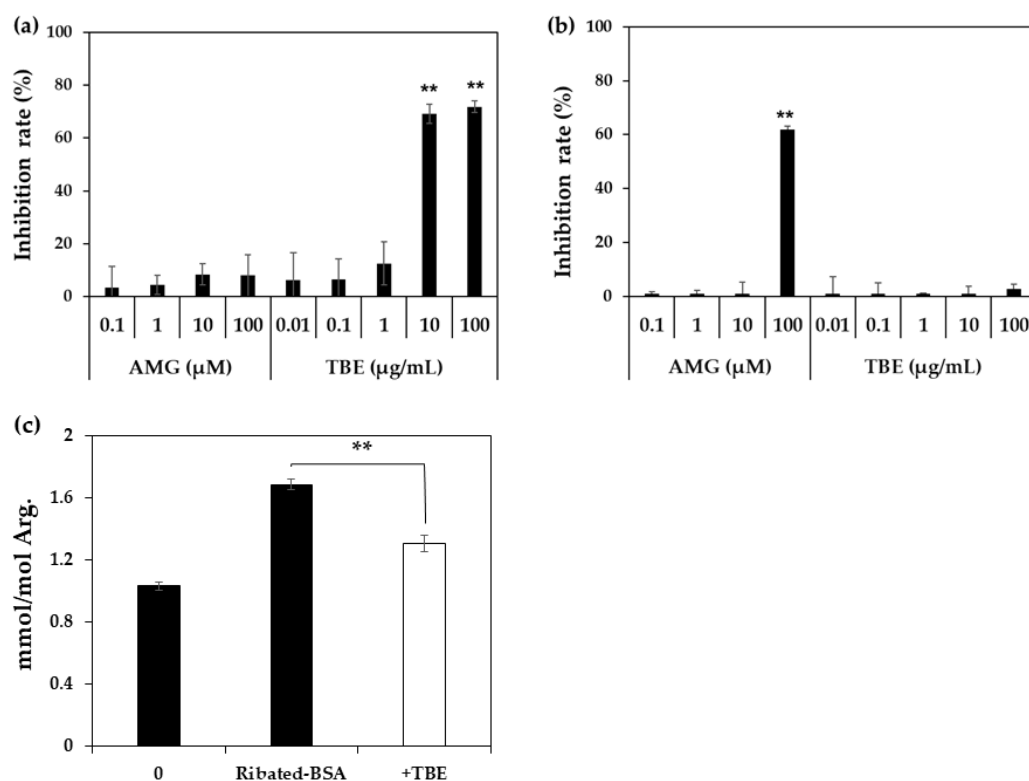 (a)
Inhibition rate (%)
100
80
60
40
20
0
** **
0.1 1 10 100 0.01 0.1 1 10 100
AMG (μM) TBE (μg/mL)
(b)
Inhibition rate (%)
100
80
60
40
20
0
**
0.1 1 10 100 0.01 0.1 1 10 100
AMG (μM) TBE (μg/mL)
(c)
mmol/mol Arg.
2
1.6
1.2
0.8
0.4
0
**
0 Ribated-BSA +TBE